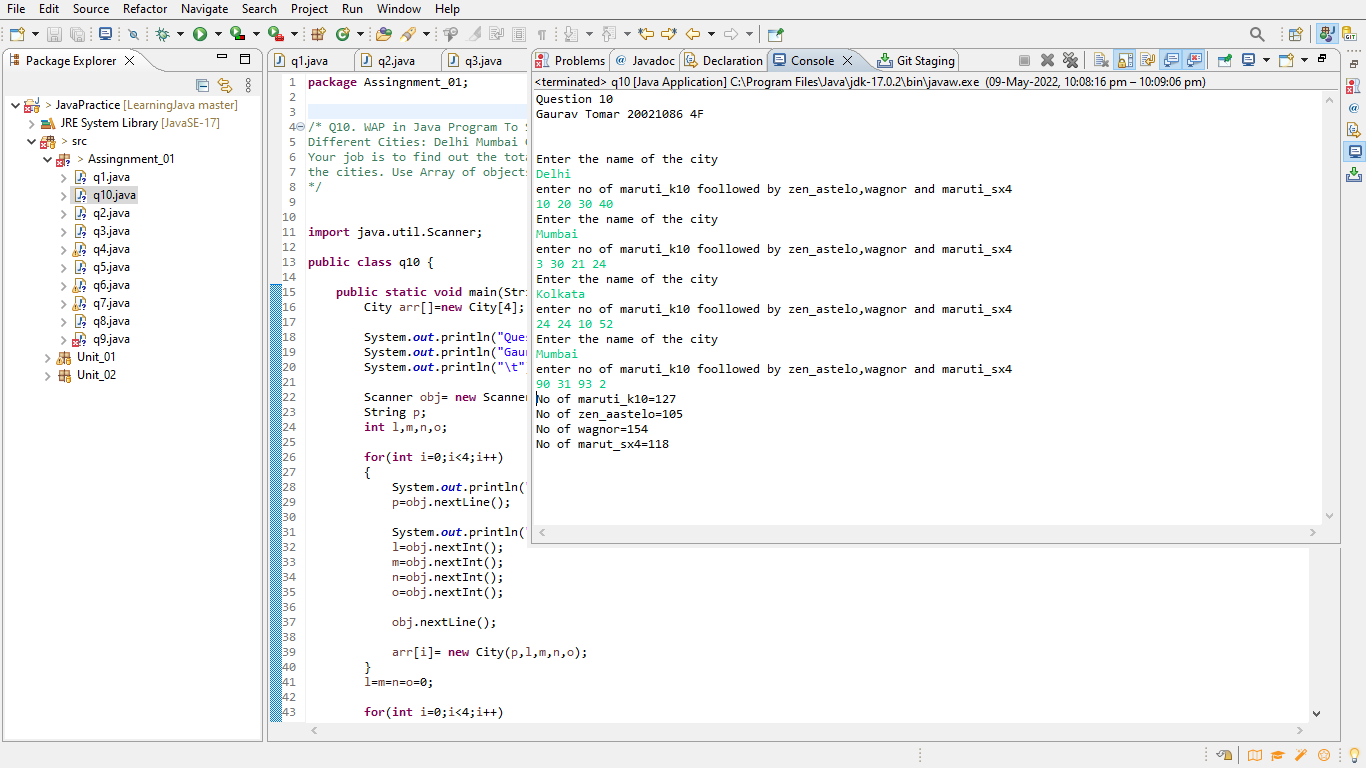 File Edit Source Refactor Navigate Search Project Run Window Help
Package Explorer
> JavaPractice [LearningJava master]
JRE System Library [JavaSE-17]
> src
> Assingnment_01
q1.java
q10.java
q2.java
q3.java
q4.java
q5.java
q6.java
q7.java
q8.java
q9.java
Unit_01
Unit_02
q1.java q2.java q3.java
1 package Assingnment_01;
2
3
4 /* Q10. WAP in Java Program To
5 Different Cities: Delhi Mumbai
6 Your job is to find out the
7 the cities. Use Array of objects
8 */
9
10
11 import java.util.Scanner;
12
13 public class q10 {
14
15 public static void main(
16 City arr[]=new City[4];
17
18 System.out.println("
19 System.out.println("
20 System.out.println("\t"
21
22 Scanner obj= new Scanner
23 String p;
24 int l,m,n,o;
25
26 for(int i=0;i<4;i++)
27 {
28 System.out.println("
29 p=obj.nextLine();
30
31 System.out.println("
32 l=obj.nextInt();
33 m=obj.nextInt();
34 n=obj.nextInt();
35 o=obj.nextInt();
36
37 obj.nextLine();
38
39 arr[i]= new City(p,l,m,n,o);
40 }
41 l=m=n=o=0;
42
43 for(int i=0;i<4;i++)
Problems Javadoc Declaration Console Git Staging
<terminated> q10 [Java Application] C:\Program Files\Java\jdk-17.0.2\bin\javaw.exe (09-May-2022, 10:08:16 pm – 10:09:06 pm)
Question 10
Gaurav Tomar 20021086 4F
Enter the name of the city
Delhi
enter no of maruti_k10 foollowed by zen_astelo,wagnor and maruti_sx4
10 20 30 40
Enter the name of the city
Mumbai
enter no of maruti_k10 foollowed by zen_astelo,wagnor and maruti_sx4
3 30 21 24
Enter the name of the city
Kolkata
enter no of maruti_k10 foollowed by zen_astelo,wagnor and maruti_sx4
24 24 10 52
Enter the name of the city
Mumbai
enter no of maruti_k10 foollowed by zen_astelo,wagnor and maruti_sx4
90 31 93 2
No of maruti_k10=127
No of zen_aastelo=105
No of wagnor=154
No of marut_sx4=118